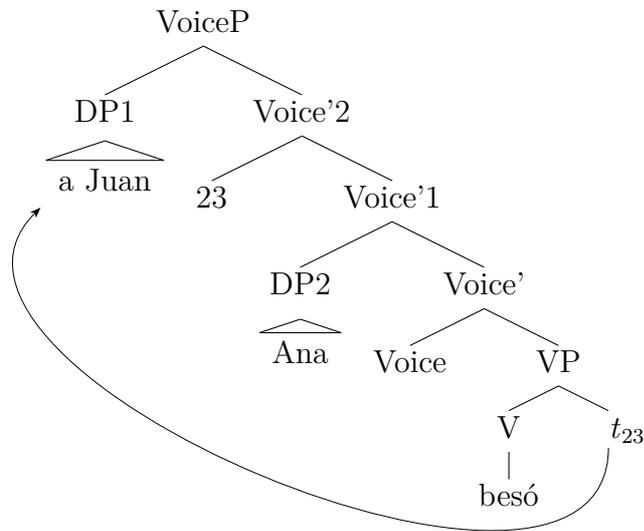 VoiceP
DP1 Voice'2
a Juan 23 Voice'1
DP2 Voice'
Ana Voice VP
V t23
besó